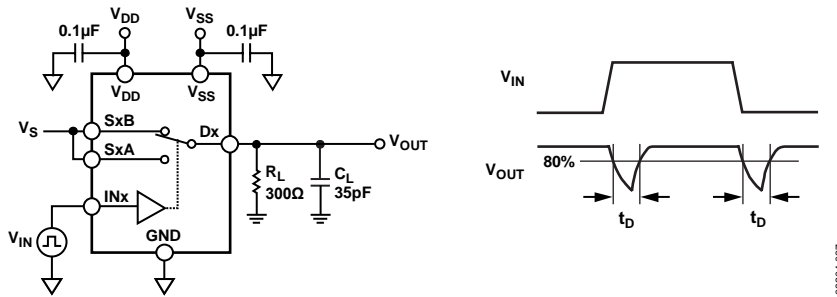 VDD
VSS
0.1µF
0.1µF
VDD
VSS
VS
SxB
SxA
Dx
VOUT
INx
RL
300Ω
CL
35pF
VIN
GND
VIN
VOUT
80%
tD
tD